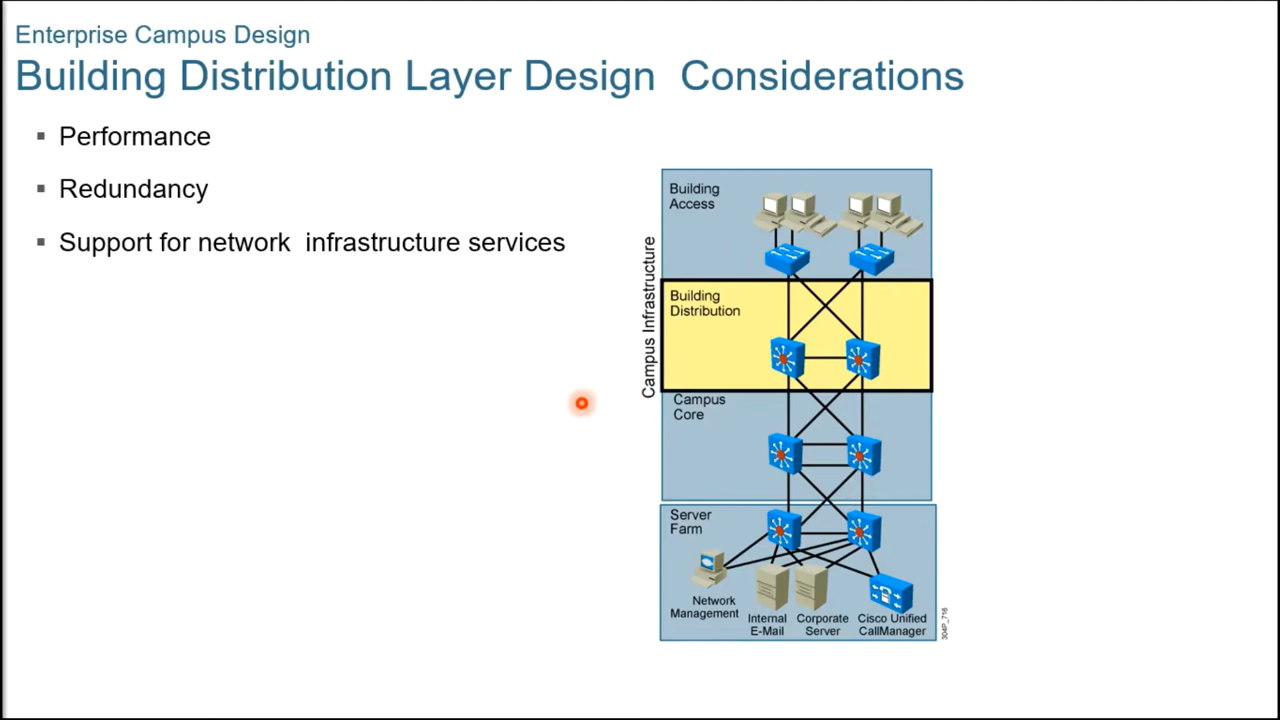 Enterprise Campus Design
Building Distribution Layer Design  Considerations
▪ Performance
▪ Redundancy
▪ Support for network  infrastructure services
Campus Infrastructure
Building
Access
Building
Distribution
Campus
Core
Server
Farm
Network
Management
Internal
E-Mail
Corporate
Server
Cisco Unified
CallManager
304P_716